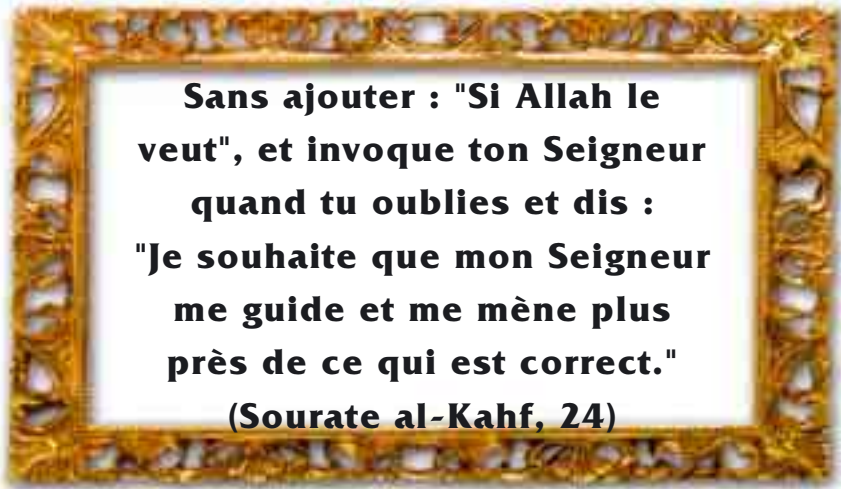 Sans ajouter : "Si Allah le
veut", et invoque ton Seigneur
quand tu oublies et dis :
"Je souhaite que mon Seigneur
me guide et me mène plus
près de ce qui est correct."
(Sourate al-Kahf, 24)